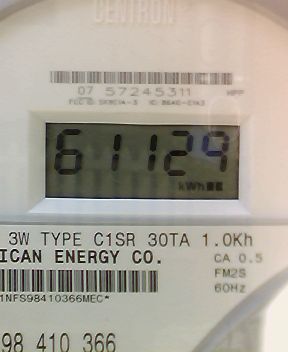 CENTRON
07 57245311
61129
kWh
3W TYPE C1SR 30TA 1.0Kh
ICAN ENERGY CO.
CA 0.5
FM2S
60Hz
1NFS98410366MEC*
98 410 366